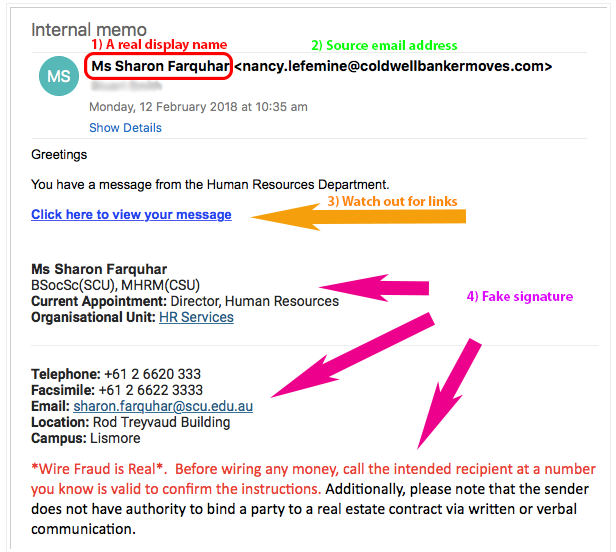 Internal memo
1) A real display name
2) Source email address
MS
Ms Sharon Farquhar <nancy.lefemine@coldwellbankermoves.com>
Monday, 12 February 2018 at 10:35 am
Show Details
Greetings
You have a message from the Human Resources Department.
Click here to view your message
3) Watch out for links
Ms Sharon Farquhar
BSocSc(SCU), MHRM(CSU)
Current Appointment: Director, Human Resources
4) Fake signature
Organisational Unit: HR Services
Telephone: +61 2 6620 333
Facsimile: +61 2 6622 3333
Email: sharon.farquhar@scu.edu.au
Location: Rod Treyvaud Building
Campus: Lismore
*Wire Fraud is Real*.  Before wiring any money, call the intended recipient at a number
you know is valid to confirm the instructions. Additionally, please note that the sender
does not have authority to bind a party to a real estate contract via written or verbal
communication.